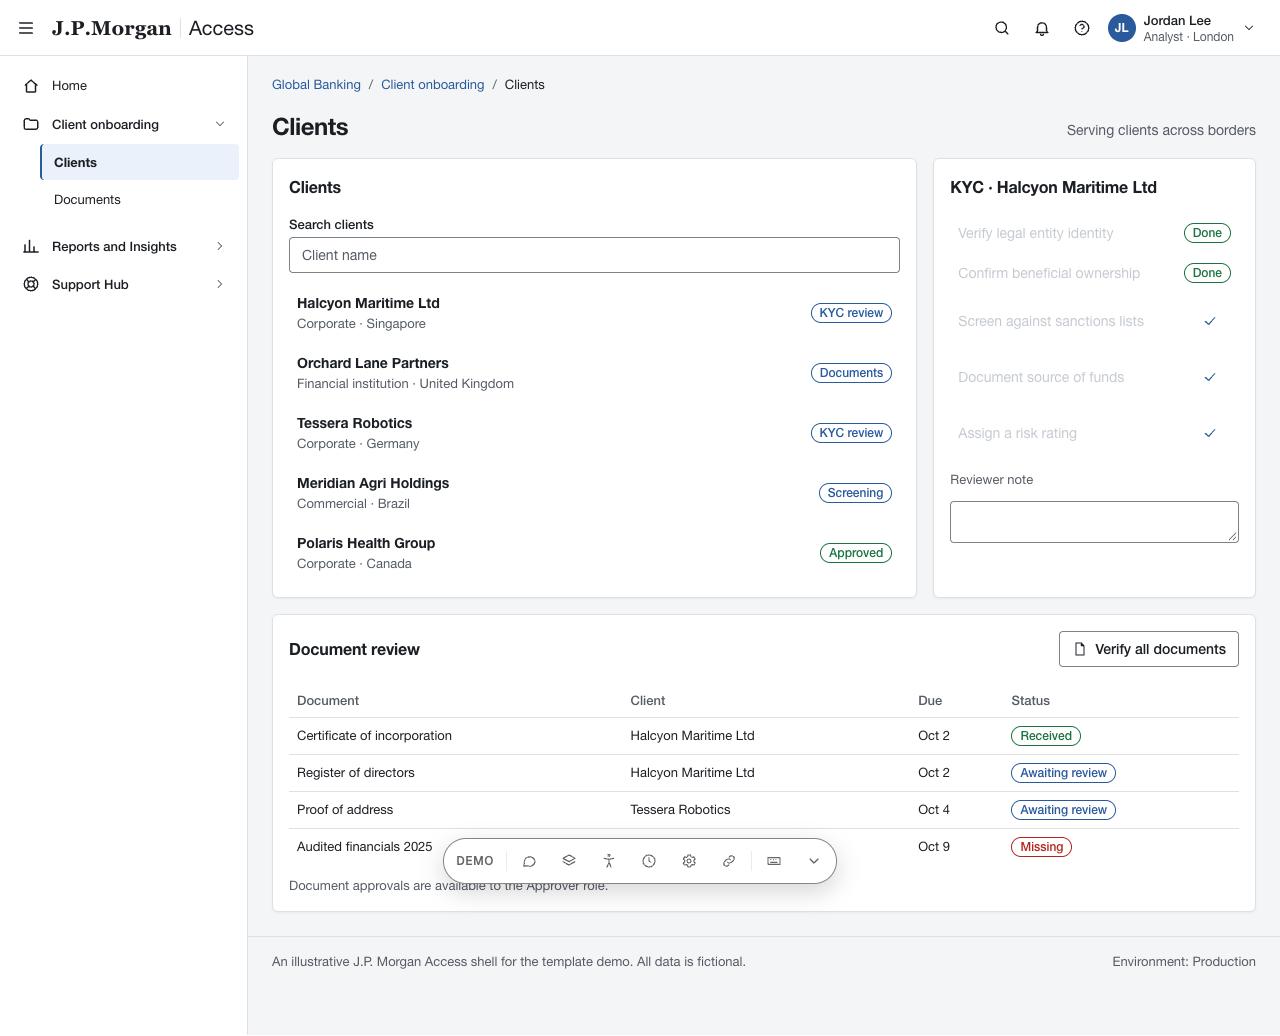 J.P.Morgan Access
JL
Jordan Lee
Analyst · London
Home
Client onboarding
Clients
Documents
Reports and Insights
Support Hub
Global Banking / Client onboarding / Clients
Clients
Serving clients across borders
Clients
Search clients
Client name
Halcyon Maritime Ltd
Corporate · Singapore
KYC review
Orchard Lane Partners
Financial institution · United Kingdom
Documents
Tessera Robotics
Corporate · Germany
KYC review
Meridian Agri Holdings
Commercial · Brazil
Screening
Polaris Health Group
Corporate · Canada
Approved
KYC · Halcyon Maritime Ltd
Verify legal entity identity Done
Confirm beneficial ownership Done
Screen against sanctions lists
Document source of funds
Assign a risk rating
Reviewer note
Document review
Verify all documents
Document Client Due Status
Certificate of incorporation Halcyon Maritime Ltd Oct 2 Received
Register of directors Halcyon Maritime Ltd Oct 2 Awaiting review
Proof of address Tessera Robotics Oct 4 Awaiting review
Audited financials 2025 Oct 9 Missing
DEMO
Document approvals are available to the Approver role.
An illustrative J.P. Morgan Access shell for the template demo. All data is fictional.
Environment: Production